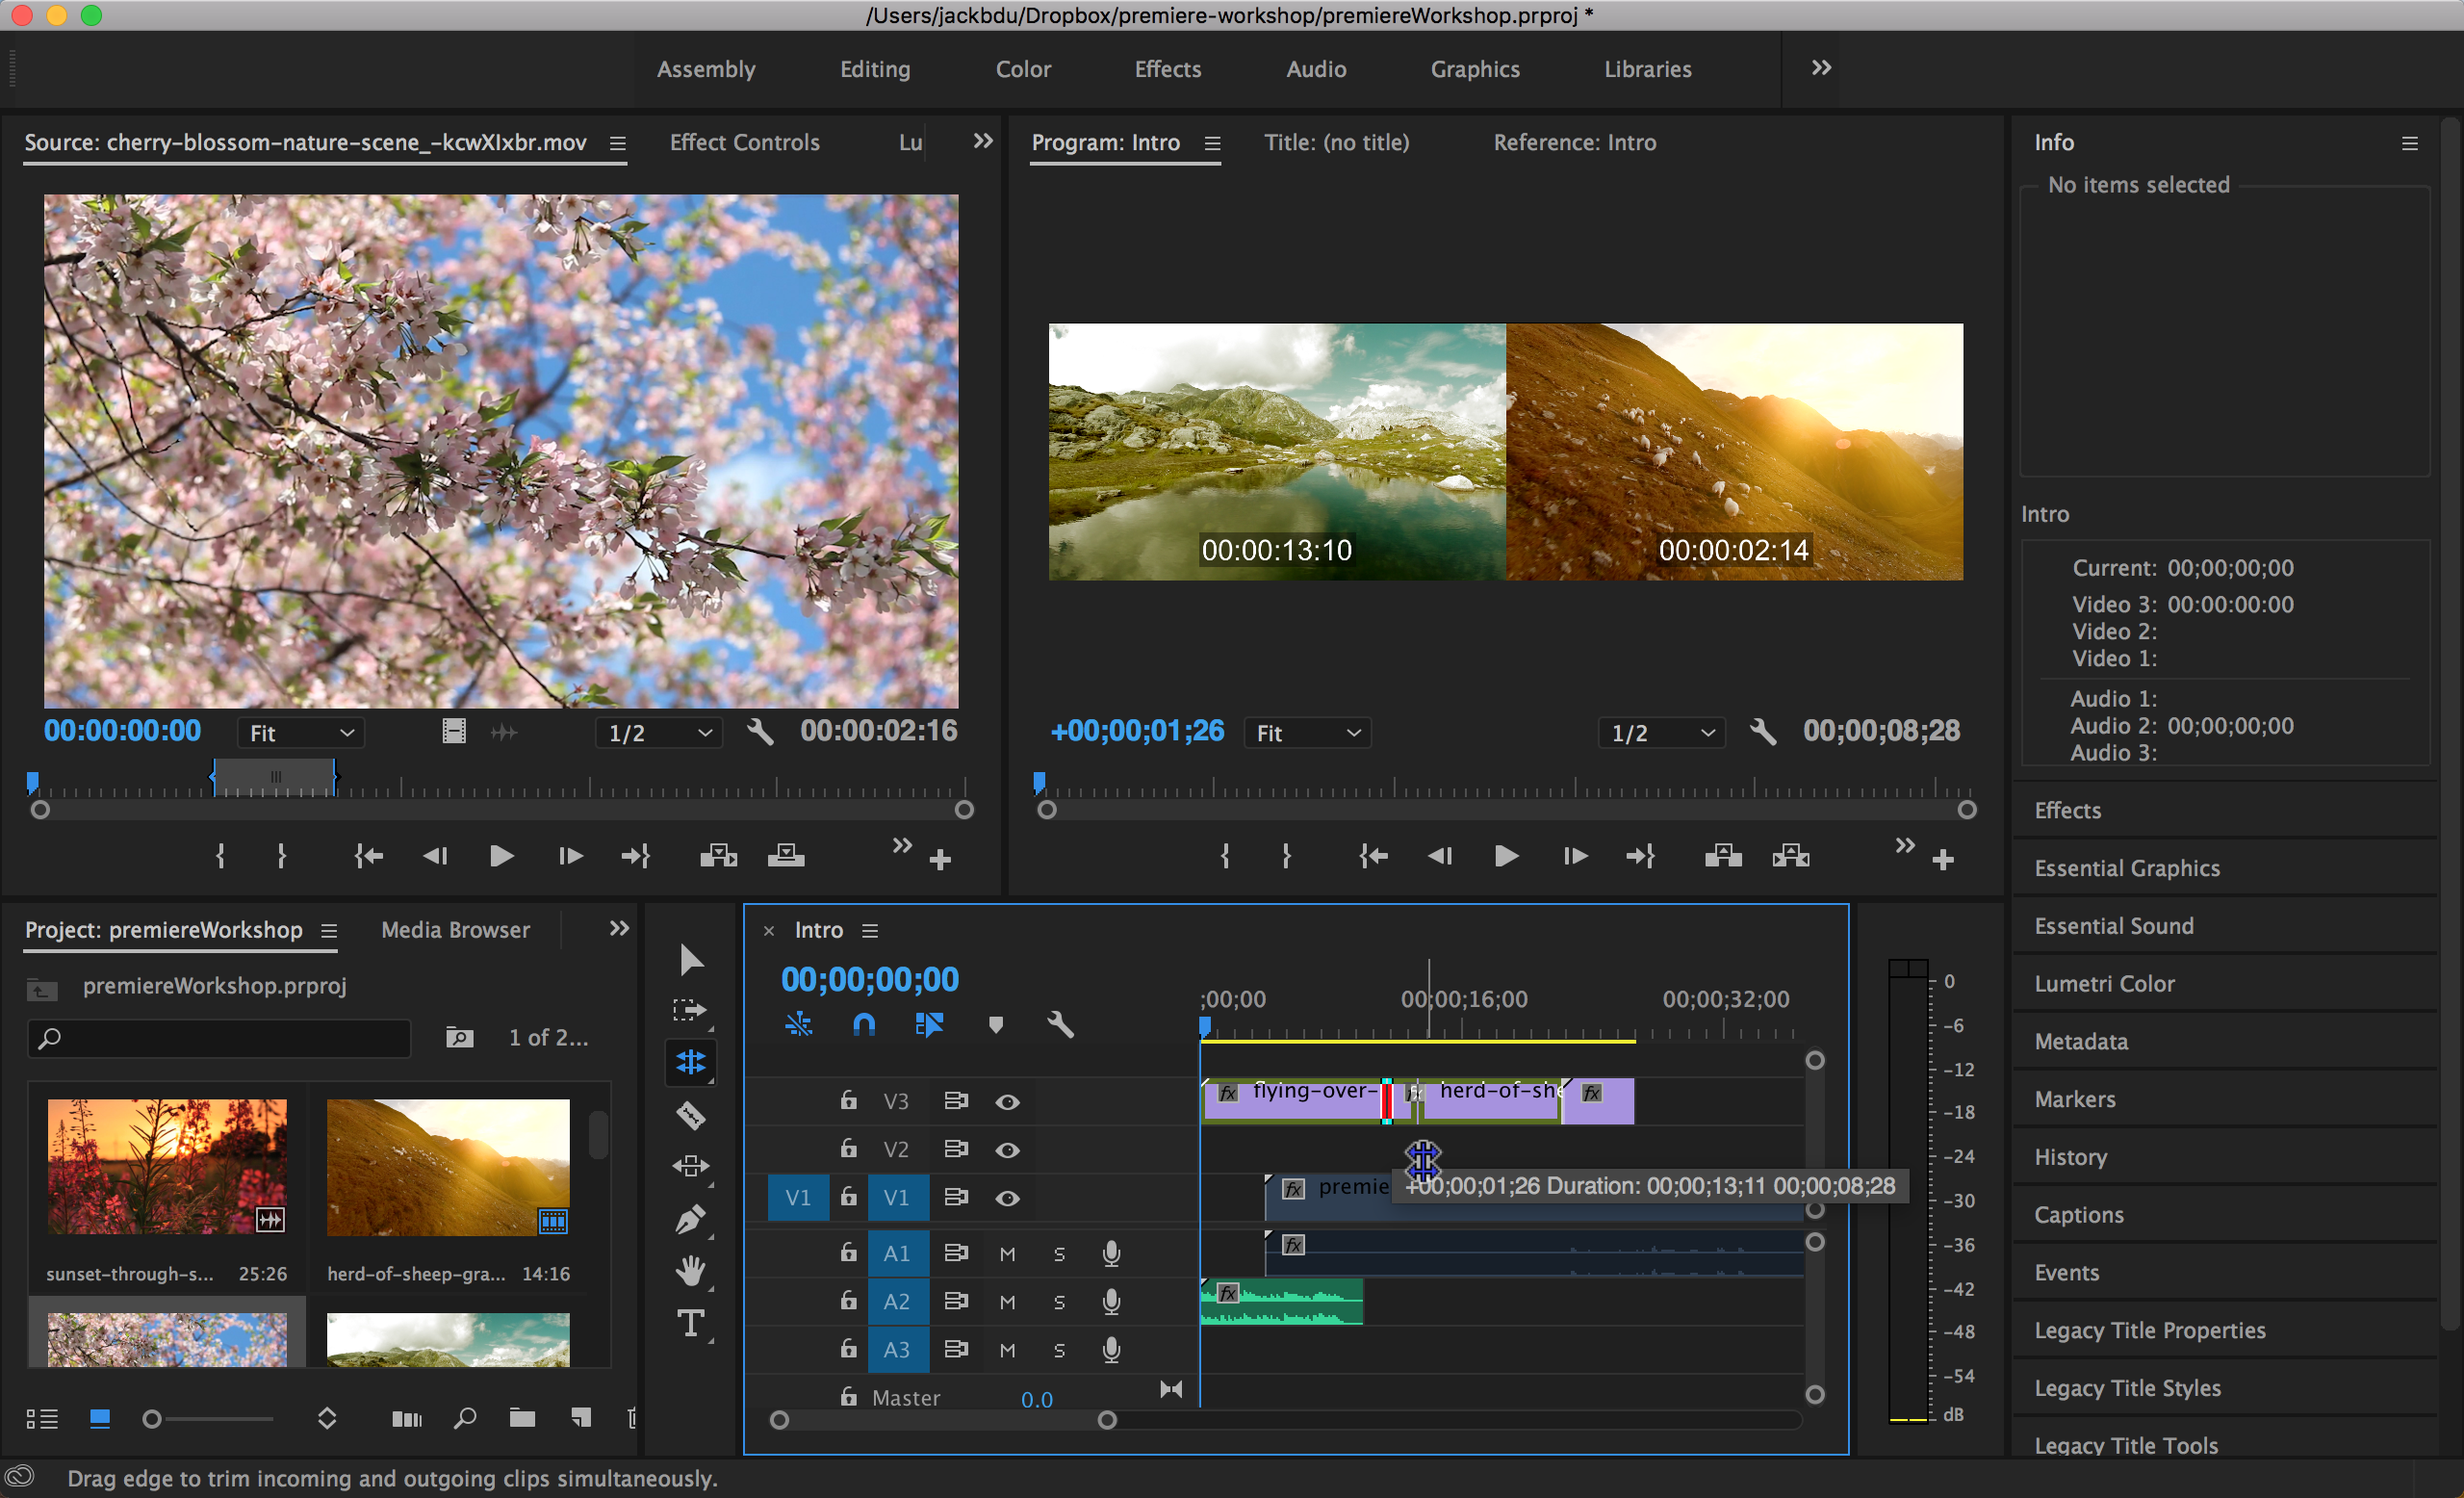 /Users/jackbdu/Dropbox/premiere-workshop/premiereWorkshop.prproj *
Assembly Editing Color Effects Audio Graphics Libraries
Source: cherry-blossom-nature-scene_-kcwXIxbr.mov Effect Controls Lu
Program: Intro Title: (no title) Reference: Intro
00:00:13:10 00:00:02:14
00:00:00:00 Fit 1/2 00:00:02:16
+00;00;01;26 Fit 1/2 00;00;08;28
Info
No items selected
Intro
Current: 00;00;00;00
Video 3: 00:00:00:00
Video 2:
Video 1:
Audio 1:
Audio 2: 00;00;00;00
Audio 3:
Effects
Essential Graphics
Essential Sound
Lumetri Color
Metadata
Markers
History
Captions
Events
Legacy Title Properties
Legacy Title Styles
Legacy Title Tools
Project: premiereWorkshop Media Browser
premiereWorkshop.prproj
1 of 2...
sunset-through-s... 25:26
herd-of-sheep-gra... 14:16
Intro
00;00;00;00
;00;00 00;00;16;00 00;00;32;00
V3 fx flying-over- fx herd-of-she fx
V2
V1 V1 fx premie
+00;00;01;26 Duration: 00;00;13;11 00;00;08;28
A1 M S fx
A2 M S fx
A3 M S
Master 0.0
0
-6
-12
-18
-24
-30
-36
-42
-48
-54
dB
Drag edge to trim incoming and outgoing clips simultaneously.